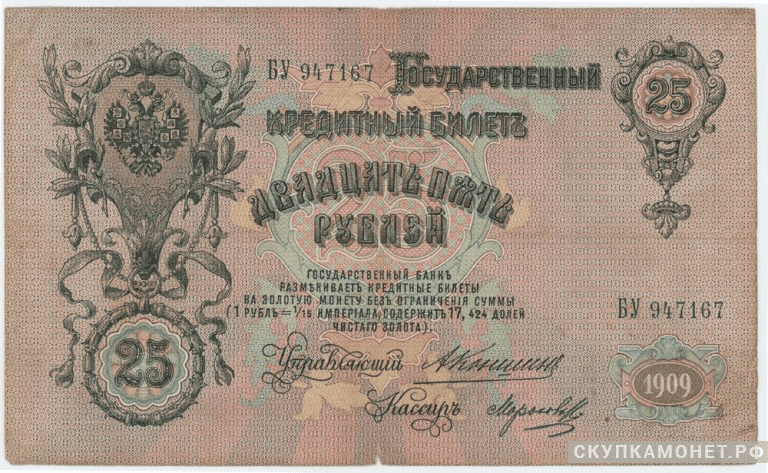 БУ 947167 Государственный
25
Кредитный Билетъ
Двадцать пять
рублей
ГОСУДАРСТВЕННЫЙ БАНКЪ
РАЗМѢНИВАЕТЪ КРЕДИТНЫЕ БИЛЕТЫ
НА ЗОЛОТУЮ МОНЕТУ БЕЗЪ ОГРАНИЧЕНІЯ СУММЫ
(1 РУБЛЬ = 1/15 ИМПЕРІАЛА, СОДЕРЖИТЪ 17, 424 ДОЛЕЙ
ЧИСТАГО ЗОЛОТА).
БУ 947167
25
Управляющій
Кассиръ
1909
СКУПКАМОНЕТ.РФ